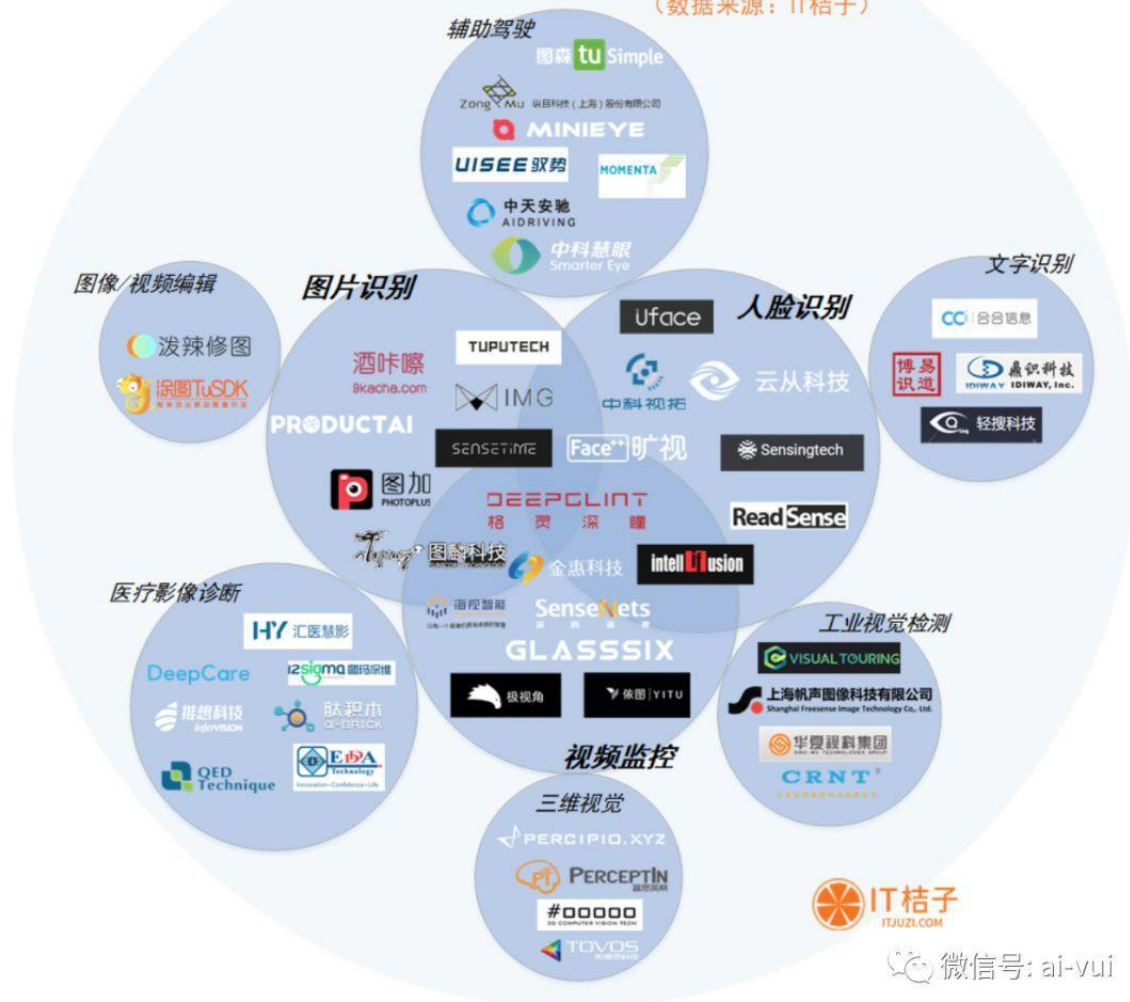 （数据来源：IT桔子）
辅助驾驶
图森 tu Simple
Zong Mu 纵目科技（上海）股份有限公司
MINIEYE
UISEE 驭势
MOMENTA
中天安驰
AIDRIVING
中科慧眼
Smarter Eye
图像/视频编辑
泼辣修图
涂图TuSDK
图片识别
TUPUTECH
酒咔嚓
9kacha.com
IMG
PRODUCTAI
SENSETIME
Face++ 旷视
图加
PHOTOPLUS
DEEPGLINT
格灵深瞳
图麟科技
人脸识别
Uface
中科视拓
云从科技
Sensingtech
ReadSense
金惠科技
intellifusion
文字识别
CCi 合合信息
博易
识道
鼎识科技
IDIWAY IDIWAY, Inc.
轻搜科技
海视智能
SenseNets
GLASSSIX
极视角
依图 YITU
视频监控
医疗影像诊断
HY 汇医慧影
DeepCare
12sigma 图玛深维
推想科技
infervision
肽积木
α-BRICK
QED
Technique
EDDA
Technology
Innovation·Confidence·Life
工业视觉检测
VISUAL TOURING
上海帆声图像科技有限公司
Shanghai Freesense Image Technology Co,. Ltd.
华夏视科集团
CRNT
三维视觉
PERCIPIO.XYZ
PERCEPTIN
#00000
3D COMPUTER VISION TECH
TOVOS
IT桔子
ITJUZI.COM
微信号: ai-vui